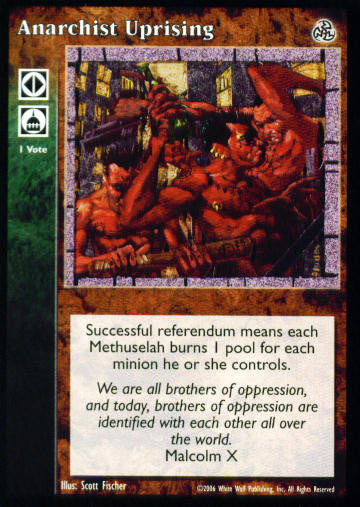 Anarchist Uprising
1 Vote
Successful referendum means each
Methuselah burns 1 pool for each
minion he or she controls.
We are all brothers of oppression,
and today, brothers of oppression are
identified with each other all over
the world.
Malcolm X
Illus: Scott Fischer
©2006 White Wolf Publishing, Inc. All Rights Reserved